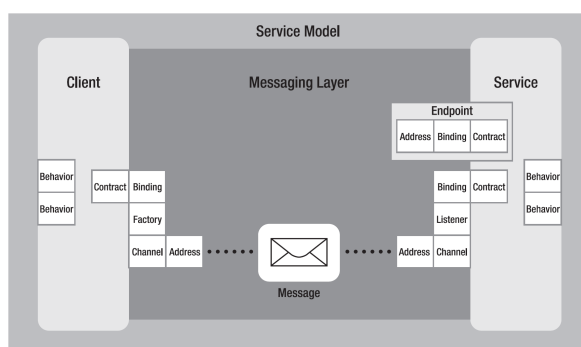 Service Model
Client
Messaging Layer
Service
Endpoint
Address Binding Contract
Behavior
Behavior
Contract Binding
Factory
Channel Address
Message
Binding Contract
Listener
Address Channel
Behavior
Behavior